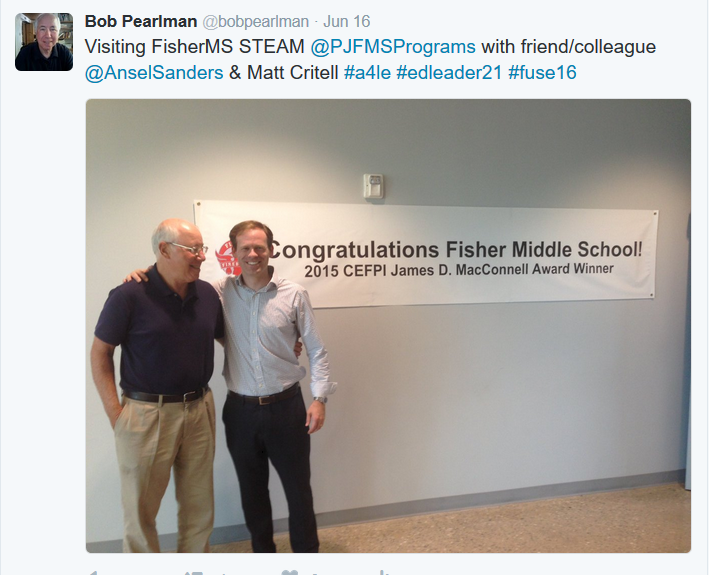 Bob Pearlman @bobpearlman · Jun 16
Visiting FisherMS STEAM @PJFMSPrograms with friend/colleague
@AnselSanders & Matt Critell #a4le #edleader21 #fuse16
Congratulations Fisher Middle School!
2015 CEFPI James D. MacConnell Award Winner